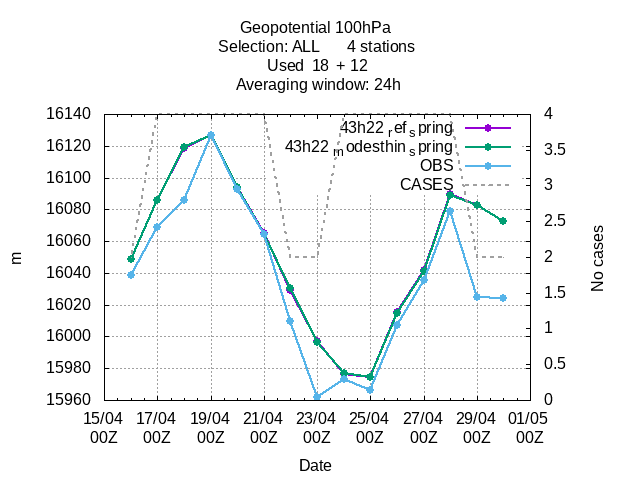 Geopotential 100hPa
Selection: ALL      4 stations
Used  18  + 12
Averaging window: 24h
16140
16120
16100
16080
16060
16040
16020
16000
15980
15960
m
4
3.5
3
2.5
2
1.5
1
0.5
0
No cases
43h22 ref spring
43h22 modesthin spring
OBS
CASES
15/04 17/04 19/04 21/04 23/04 25/04 27/04 29/04 01/05
00Z 00Z 00Z 00Z 00Z 00Z 00Z 00Z 00Z
Date